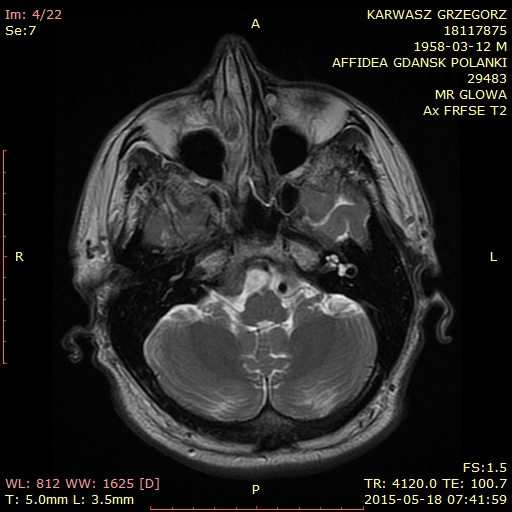 Im: 4/22
Se:7
A
KARWASZ GRZEGORZ
18117875
1958-03-12 M
AFFIDEA GDANSK POLANKI
29483
MR GLOWA
Ax FRFSE T2
R
L
FS:1.5
WL: 812 WW: 1625 [D]
T: 5.0mm L: 3.5mm
P
TR: 4120.0 TE: 100.7
2015-05-18 07:41:59